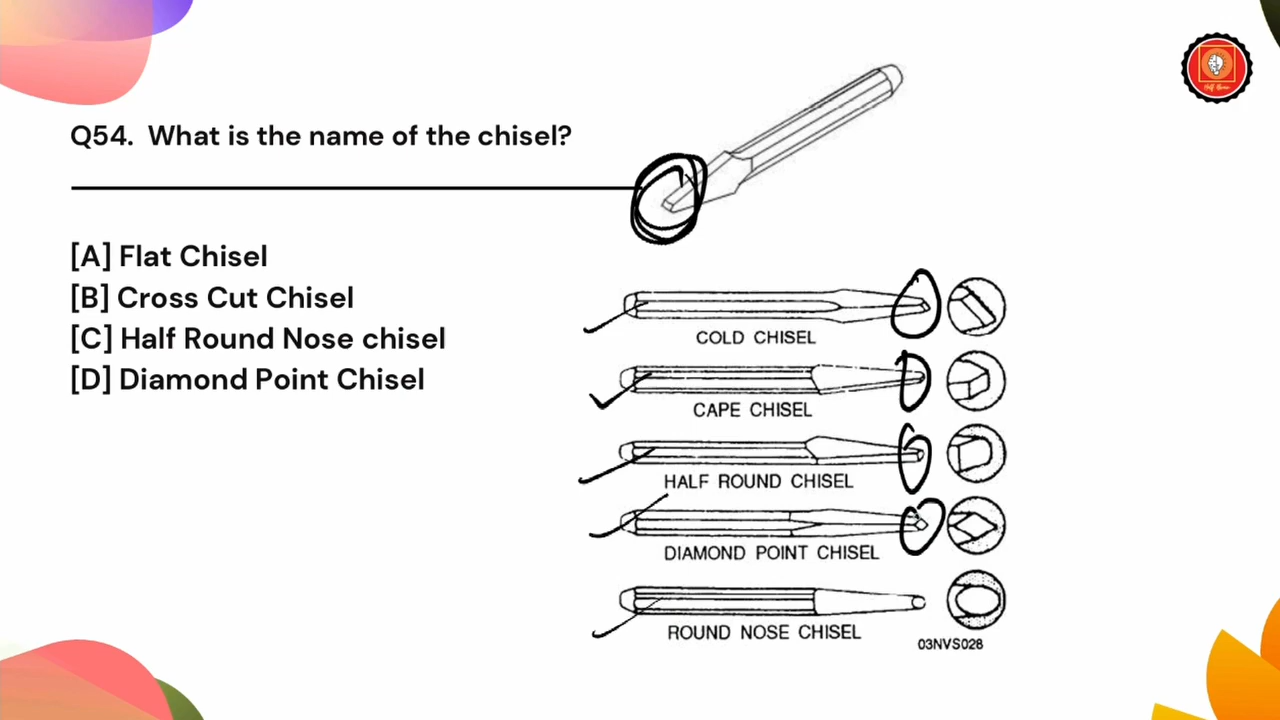 Q54. What is the name of the chisel?
[A] Flat Chisel
[B] Cross Cut Chisel
[C] Half Round Nose chisel
[D] Diamond Point Chisel
COLD CHISEL
CAPE CHISEL
HALF ROUND CHISEL
DIAMOND POINT CHISEL
ROUND NOSE CHISEL
03NVS028